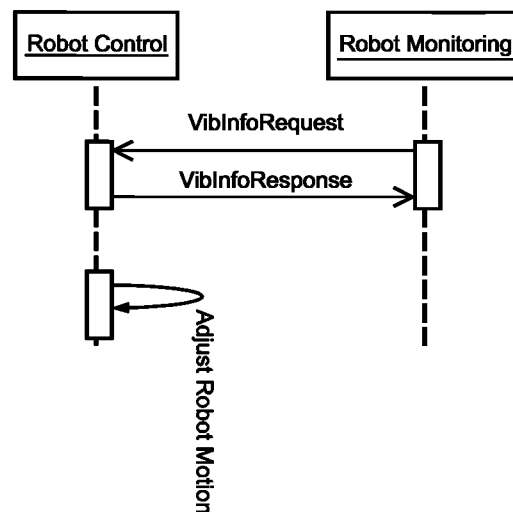 Robot Control
Robot Monitoring
VibInfoRequest
VibInfoResponse
Adjust Robot Motion